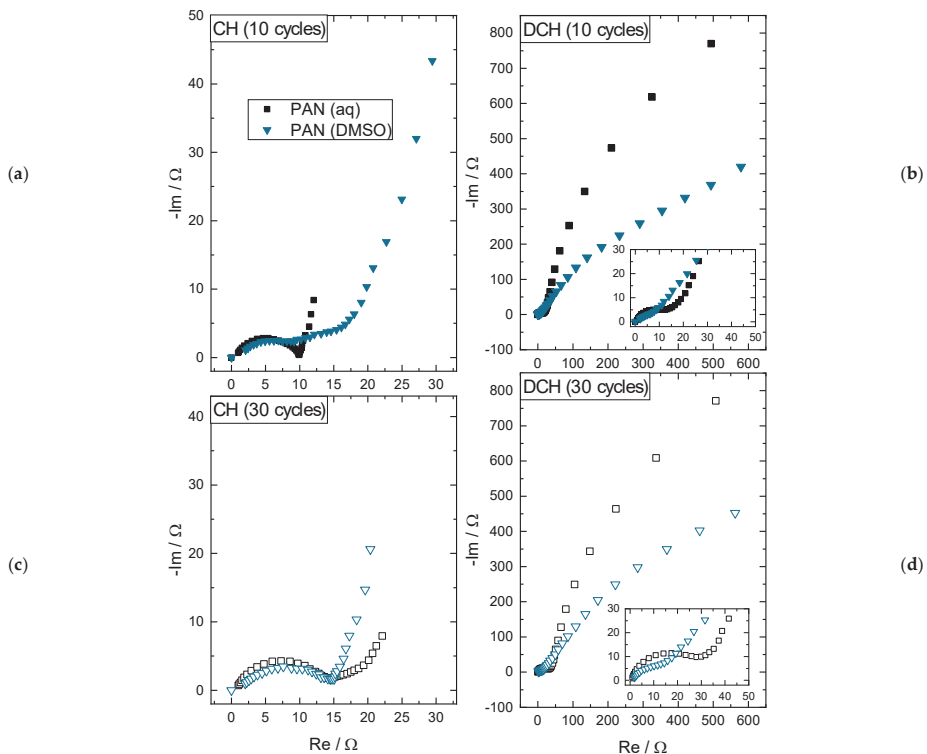 (a)
CH (10 cycles)
PAN (aq)
PAN (DMSO)
-Im / Ω
50
40
30
20
10
0
0 5 10 15 20 25 30
(b)
DCH (10 cycles)
-Im / Ω
800
700
600
500
400
300
200
100
0
-100
0 100 200 300 400 500 600
30
20
10
0
0 10 20 30 40 50
(c)
CH (30 cycles)
-Im / Ω
40
30
20
10
0
0 5 10 15 20 25 30
Re / Ω
(d)
DCH (30 cycles)
-Im / Ω
800
700
600
500
400
300
200
100
0
-100
0 100 200 300 400 500 600
Re / Ω
30
20
10
0
0 10 20 30 40 50